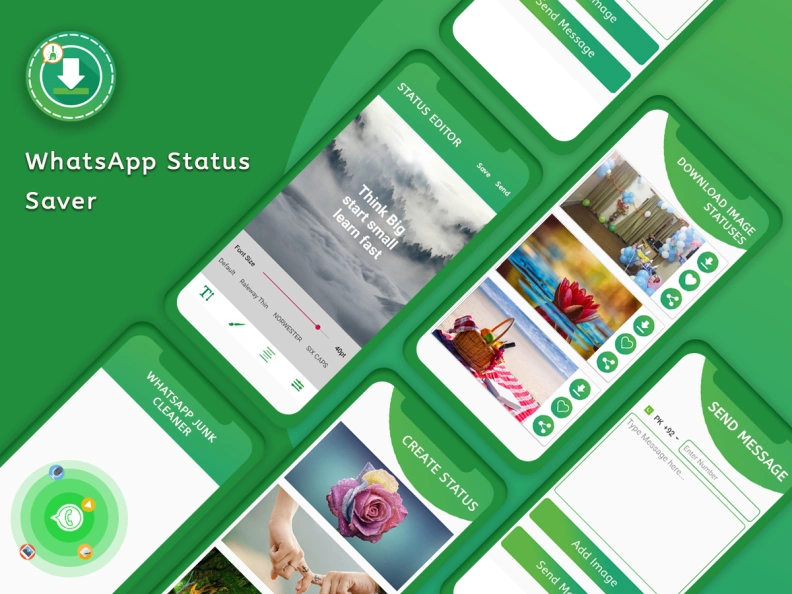 WhatsApp Status
Saver
Send Message
Image
STATUS EDITOR
Save
Send
Think Big
start small
learn fast
Font Size
40pt
Default
Raleway Thin
NORWESTER
SIX CAPS
T
DOWNLOAD IMAGE
STATUSES
WHATSAPP JUNK
CLEANER
CREATE STATUS
SEND MESSAGE
PK +92
Enter Number
Type Message here...
Add Image
Send Me